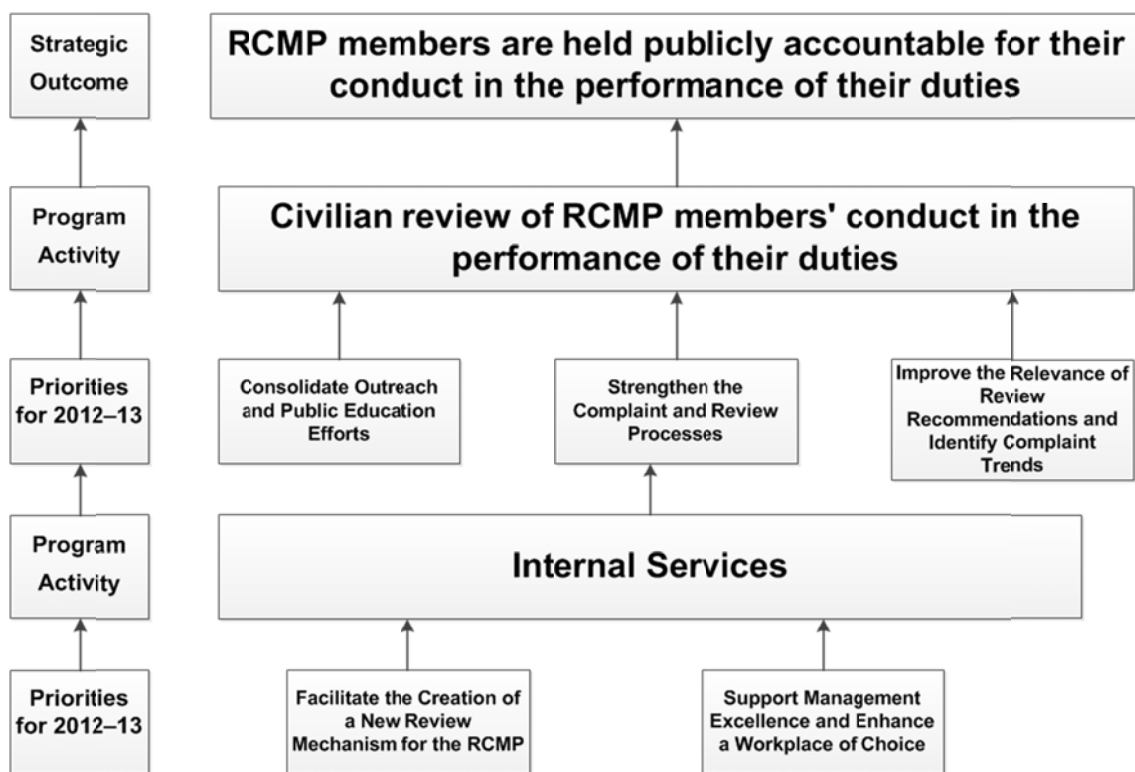 Strategic
Outcome
RCMP members are held publicly accountable for their
conduct in the performance of their duties
Program
Activity
Civilian review of RCMP members' conduct in the
performance of their duties
Priorities
for 2012–13
Consolidate Outreach
and Public Education
Efforts
Strengthen the
Complaint and Review
Processes
Improve the Relevance of
Review
Recommendations and
Identify Complaint
Trends
Program
Activity
Internal Services
Priorities
for 2012–13
Facilitate the Creation of
a New Review
Mechanism for the RCMP
Support Management
Excellence and Enhance
a Workplace of Choice